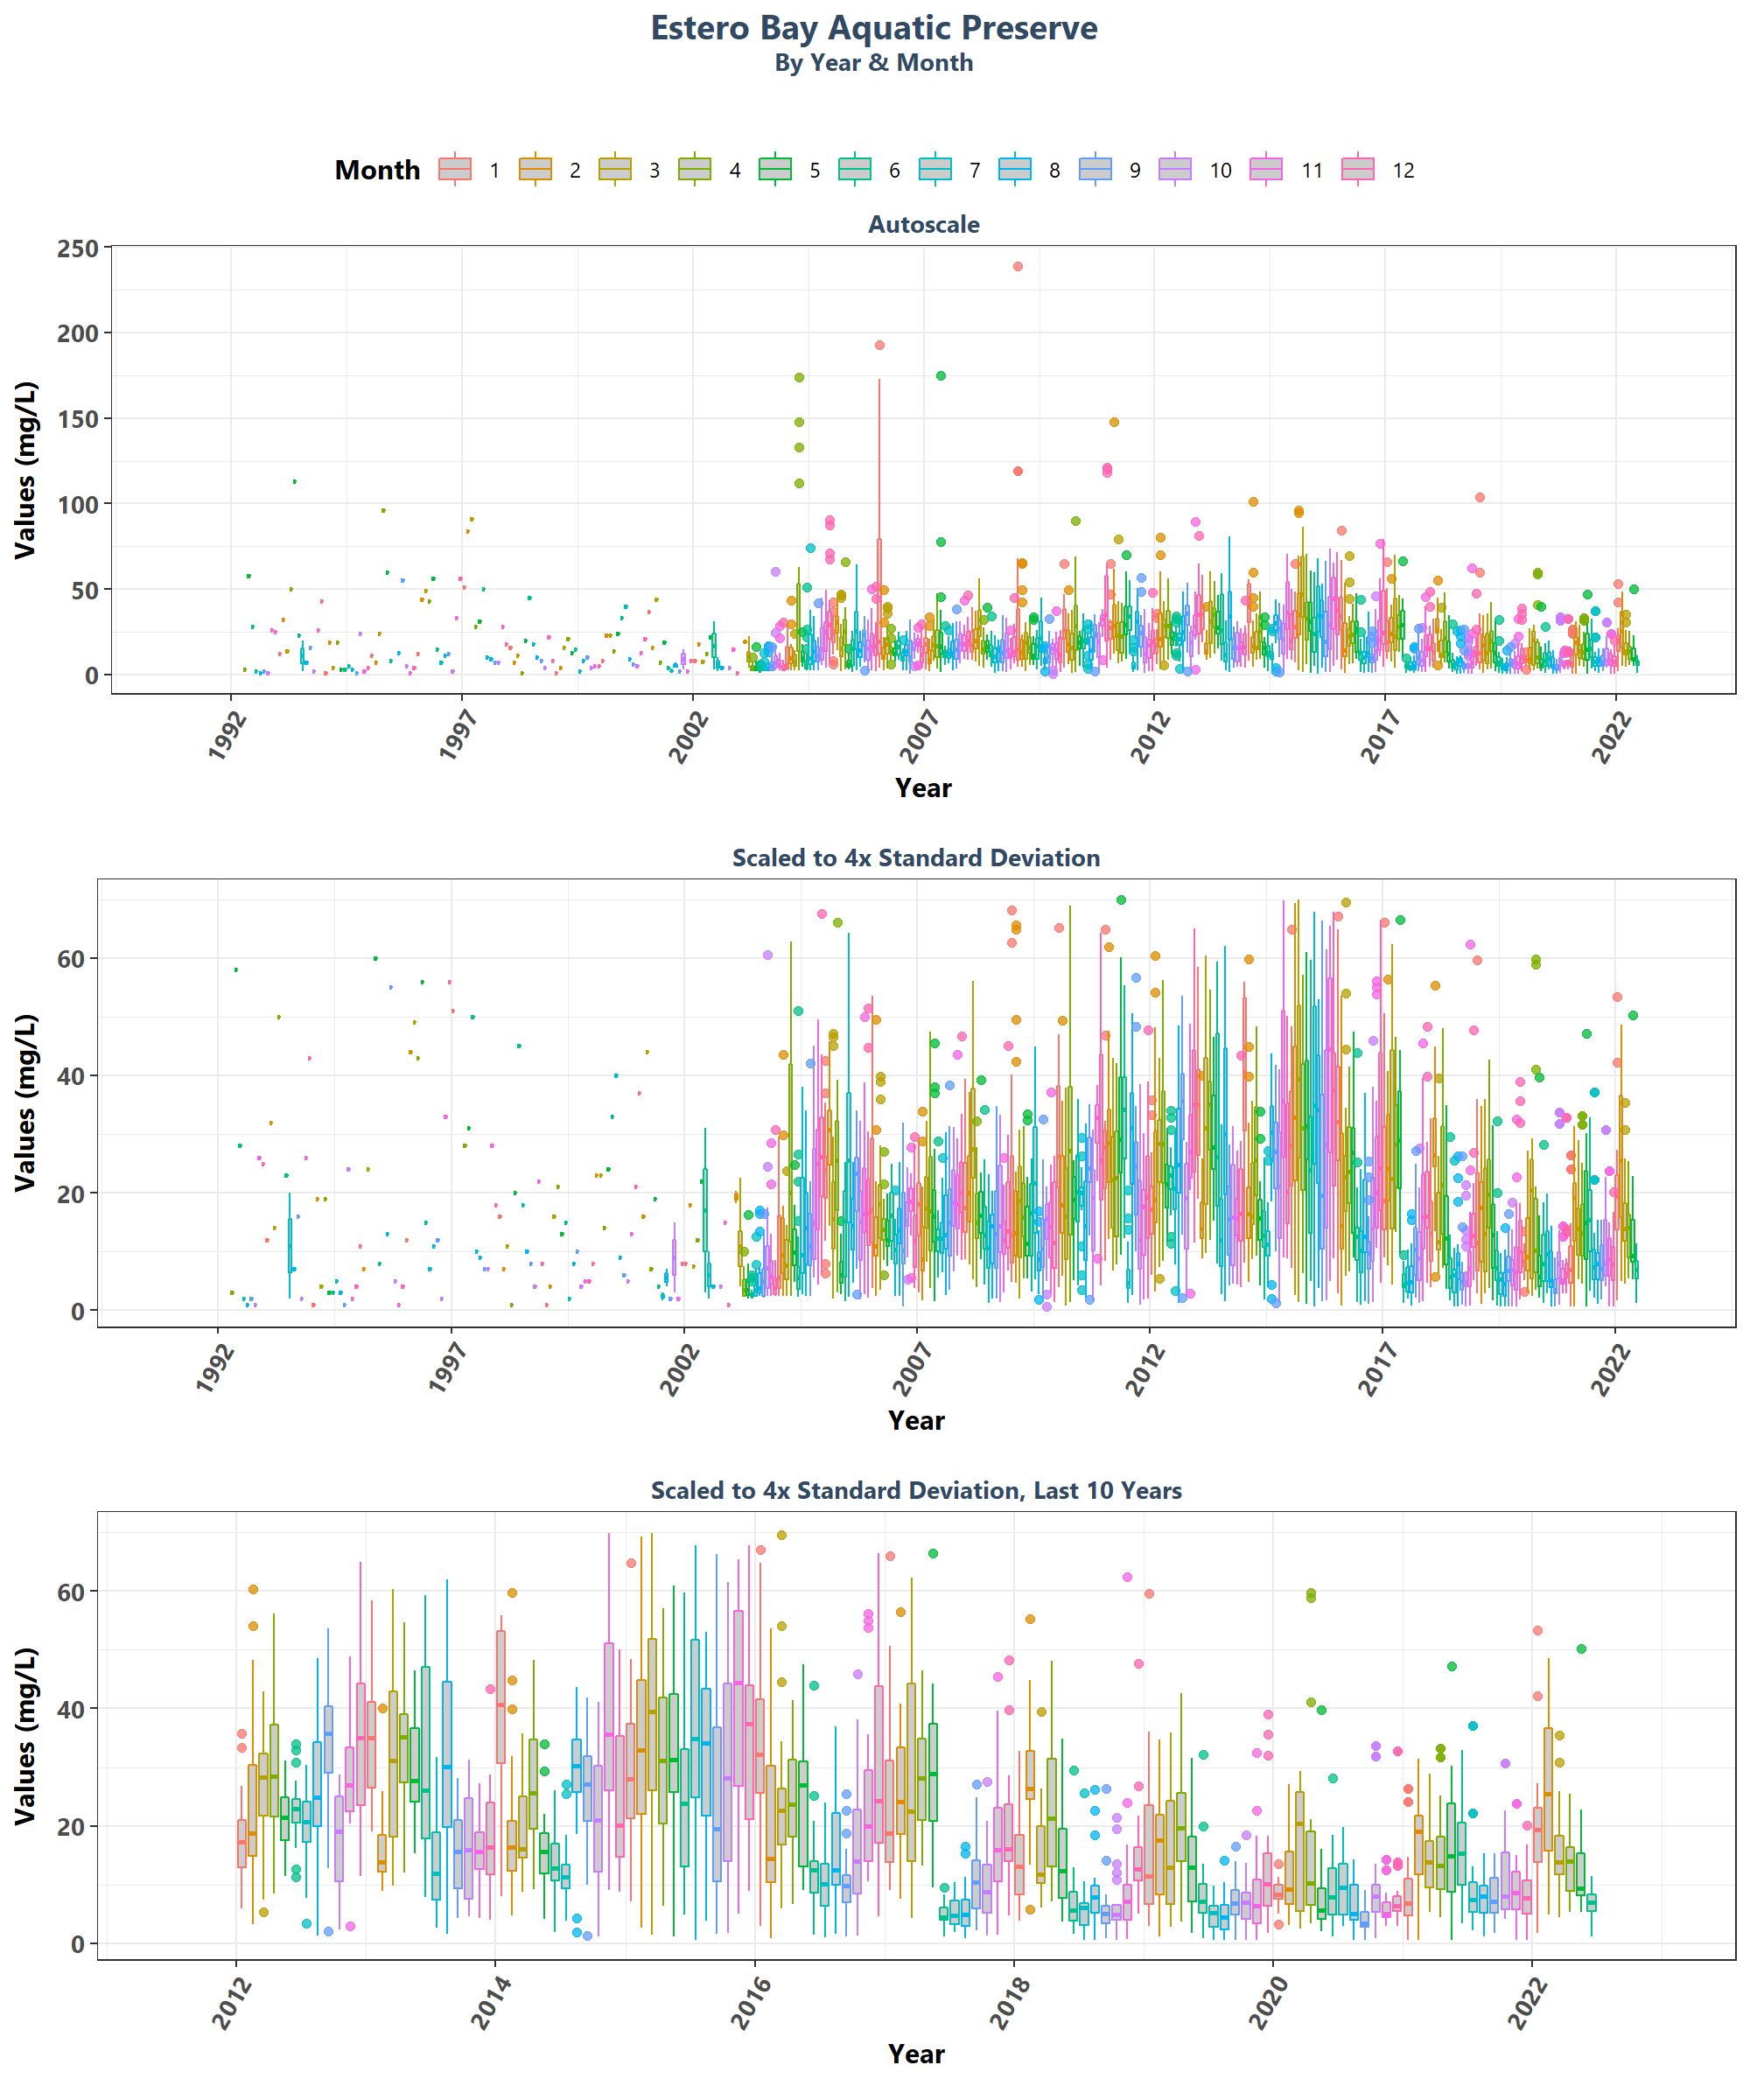 Estero Bay Aquatic Preserve
By Year & Month
Month 1 2 3 4 5 6 7 8 9 10 11 12
Autoscale
Values (mg/L)
250
200
150
100
50
0
1992 1997 2002 2007 2012 2017 2022
Year
Scaled to 4x Standard Deviation
Values (mg/L)
60
40
20
0
1992 1997 2002 2007 2012 2017 2022
Year
Scaled to 4x Standard Deviation, Last 10 Years
Values (mg/L)
60
40
20
0
2012 2014 2016 2018 2020 2022
Year